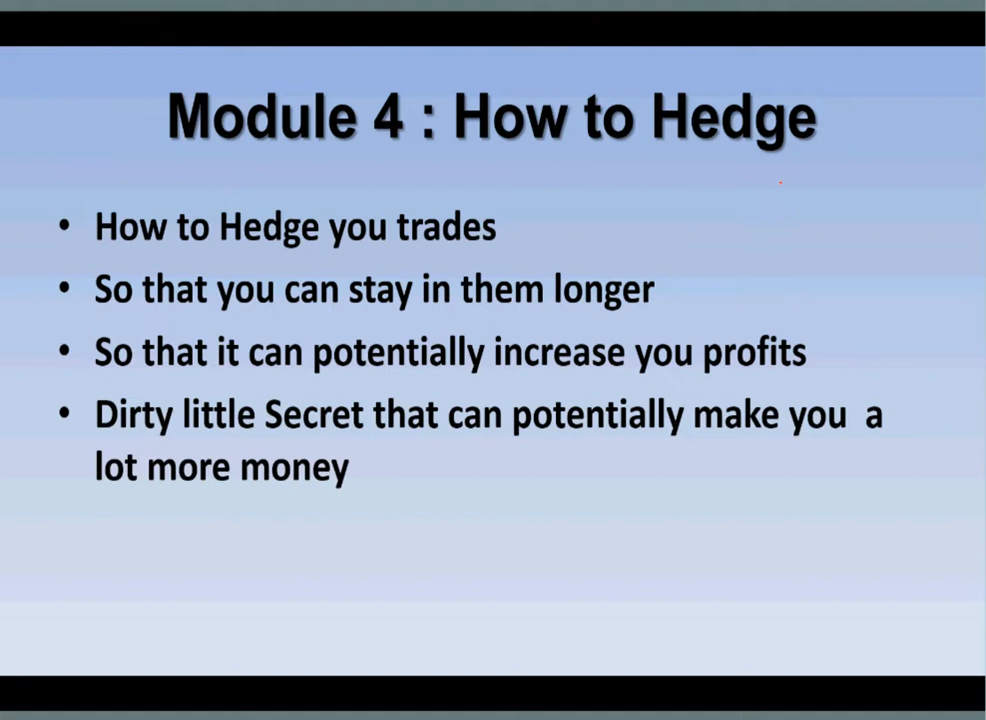 Module 4 : How to Hedge
• How to Hedge you trades
• So that you can stay in them longer
• So that it can potentially increase you profits
• Dirty little Secret that can potentially make you a
lot more money